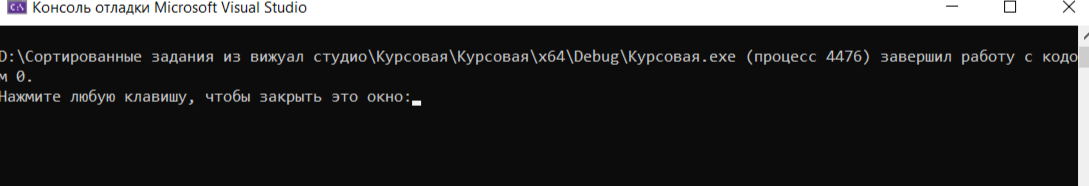 Консоль отладки Microsoft Visual Studio
D:\Сортированные задания из вижуал студио\Курсовая\Курсовая\x64\Debug\Курсовая.exe (процесс 4476) завершил работу с кодо
м 0.
Нажмите любую клавишу, чтобы закрыть это окно: